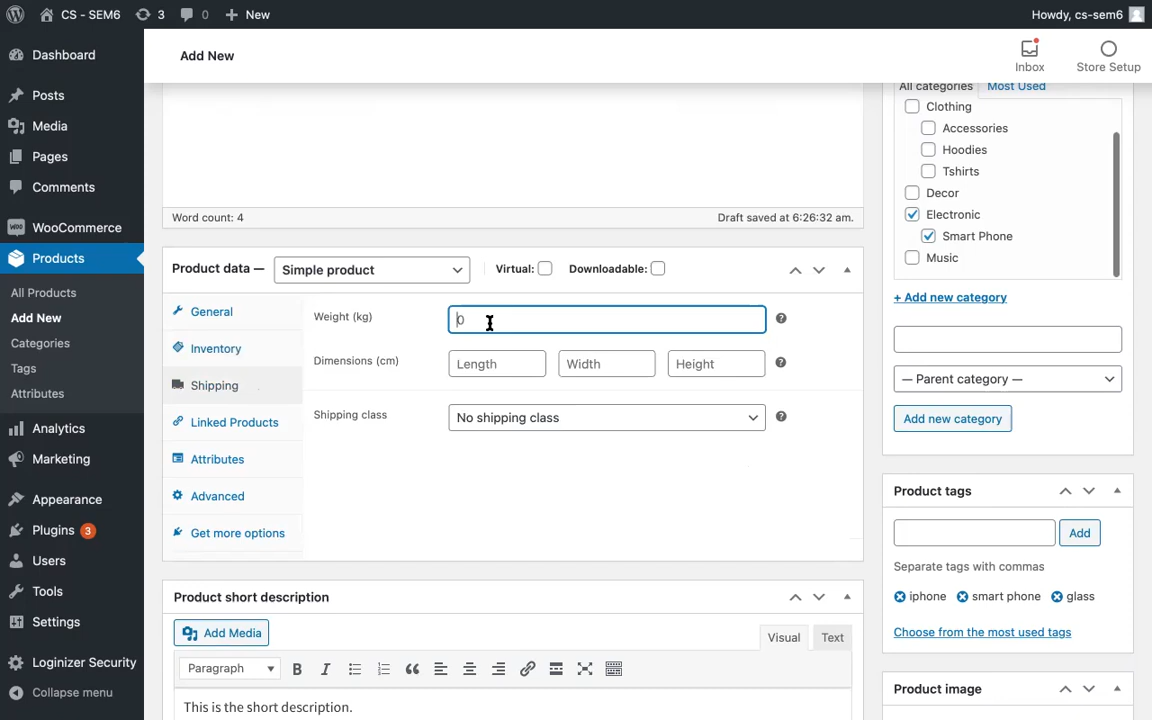 CS - SEM6
3
0
New
Howdy, cs-sem6
Dashboard
Posts
Media
Pages
Comments
WooCommerce
Products
All Products
Add New
Categories
Tags
Attributes
Analytics
Marketing
Appearance
Plugins 3
Users
Tools
Settings
Loginizer Security
Collapse menu
Add New
Inbox
Store Setup
Word count: 4
Draft saved at 6:26:32 am.
Product data —
Simple product
Virtual:
Downloadable:
General
Inventory
Shipping
Linked Products
Attributes
Advanced
Get more options
Weight (kg)
0
Dimensions (cm)
Length
Width
Height
Shipping class
No shipping class
Product short description
Add Media
Visual
Text
Paragraph
B
I
This is the short description.
All categories
Most Used
Clothing
Accessories
Hoodies
Tshirts
Decor
Electronic
Smart Phone
Music
+ Add new category
— Parent category —
Add new category
Product tags
Add
Separate tags with commas
iphone
smart phone
glass
Choose from the most used tags
Product image